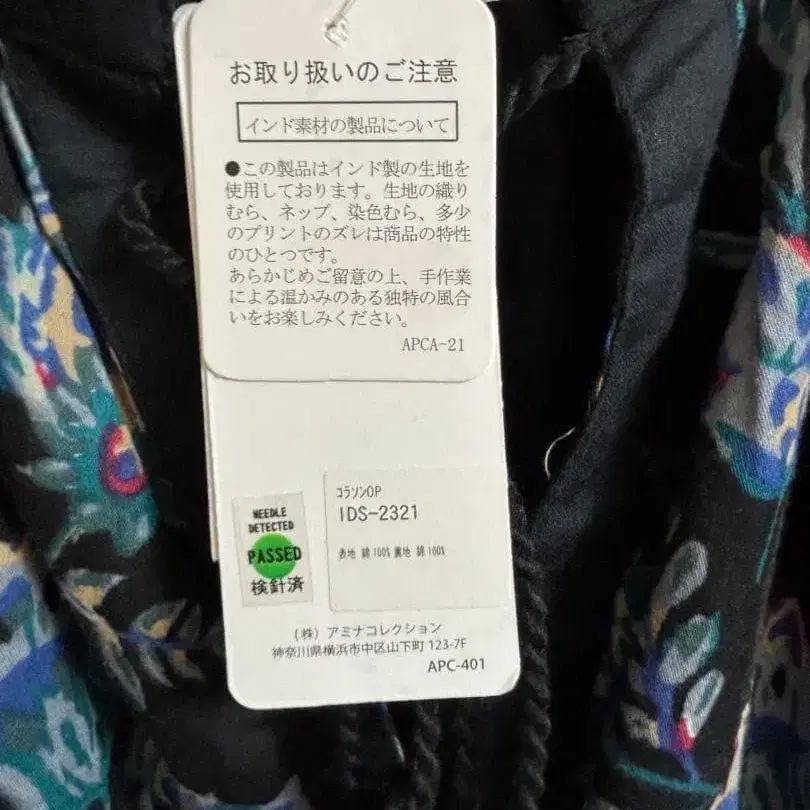 お取り扱いのご注意
インド素材の製品について
●この製品はインド製の生地を
使用しております。生地の織り
むら、ネップ、染色むら、多少
のプリントのズレは商品の特性
のひとつです。
あらかじめご留意の上、手作業
による温かみのある独特の風合
いをお楽しみください。
APCA-21
NEEDLE
DETECTED
PASSED
検針済
コラソンOP
IDS-2321
表地 綿100% 裏地 綿100%
(株) アミナコレクション
神奈川県横浜市中区山下町 123-7F
APC-401